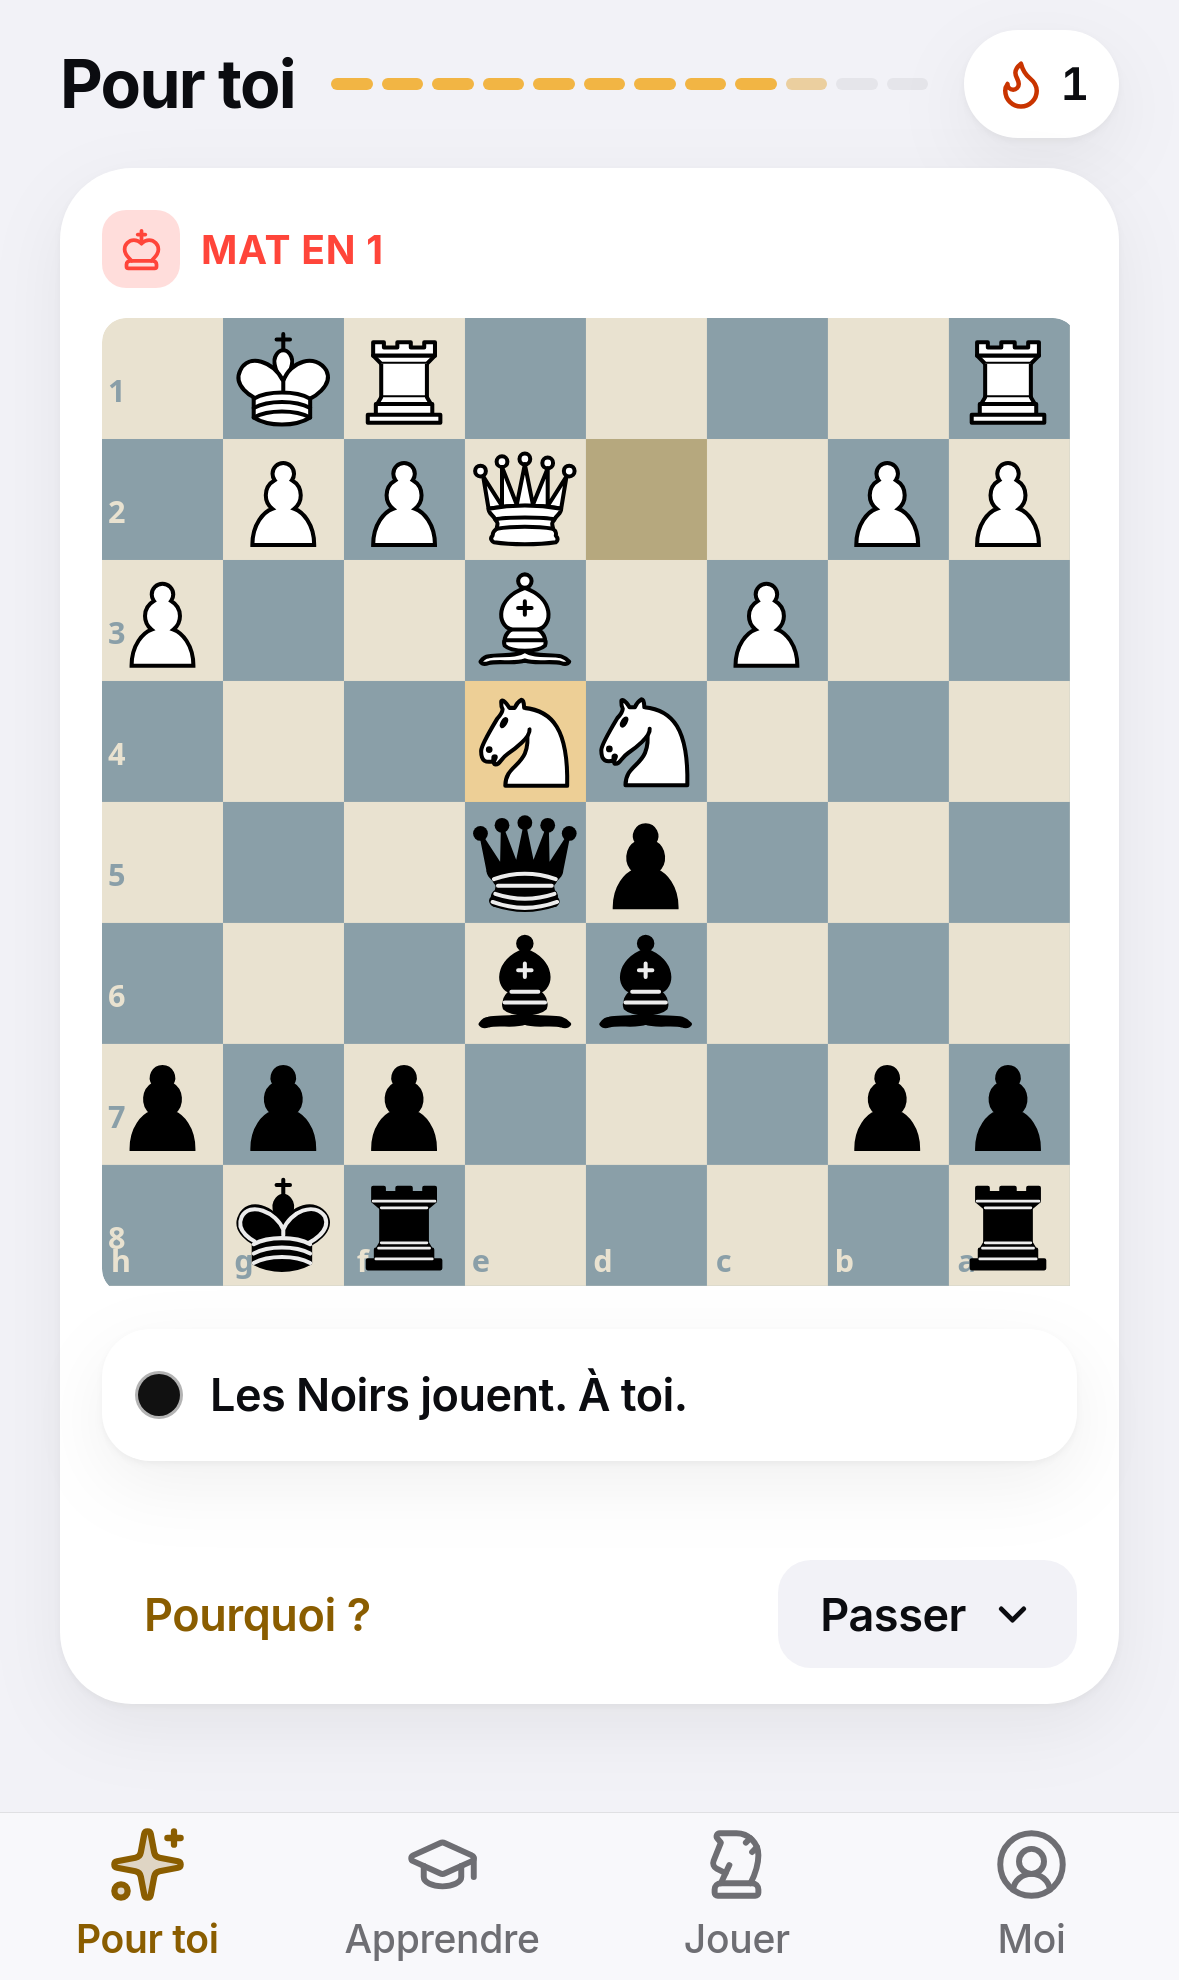 Pour toi
1
MAT EN 1
1
2
3
4
5
6
7
8
h g f e d c b a
Les Noirs jouent. À toi.
Pourquoi ?
Passer
Pour toi Apprendre Jouer Moi